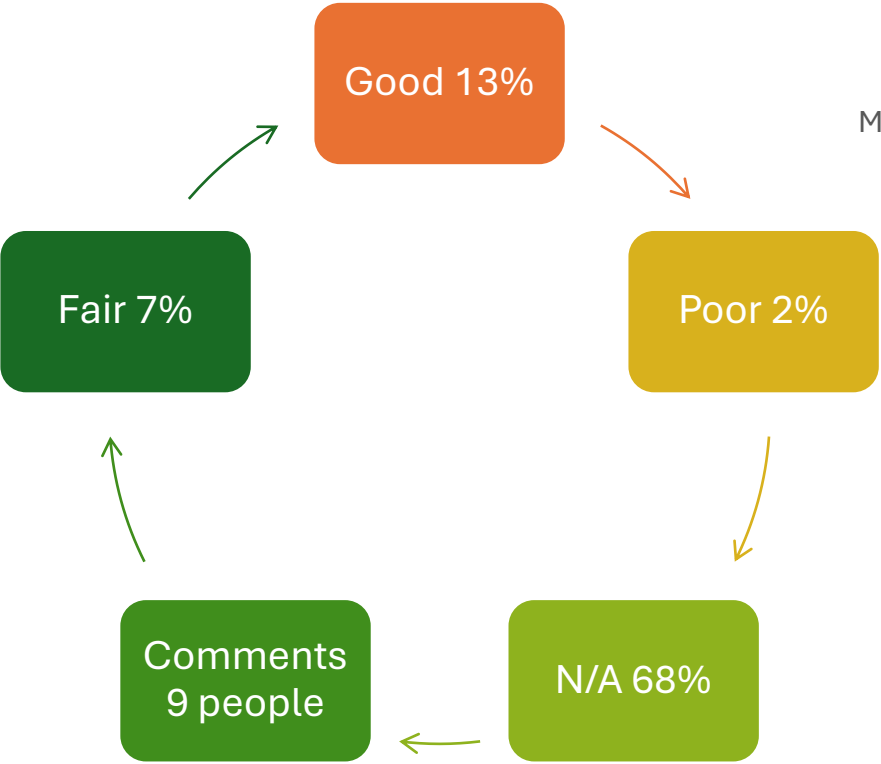 Good 13%
M
Fair 7%
Poor 2%
Comments
9 people
N/A 68%